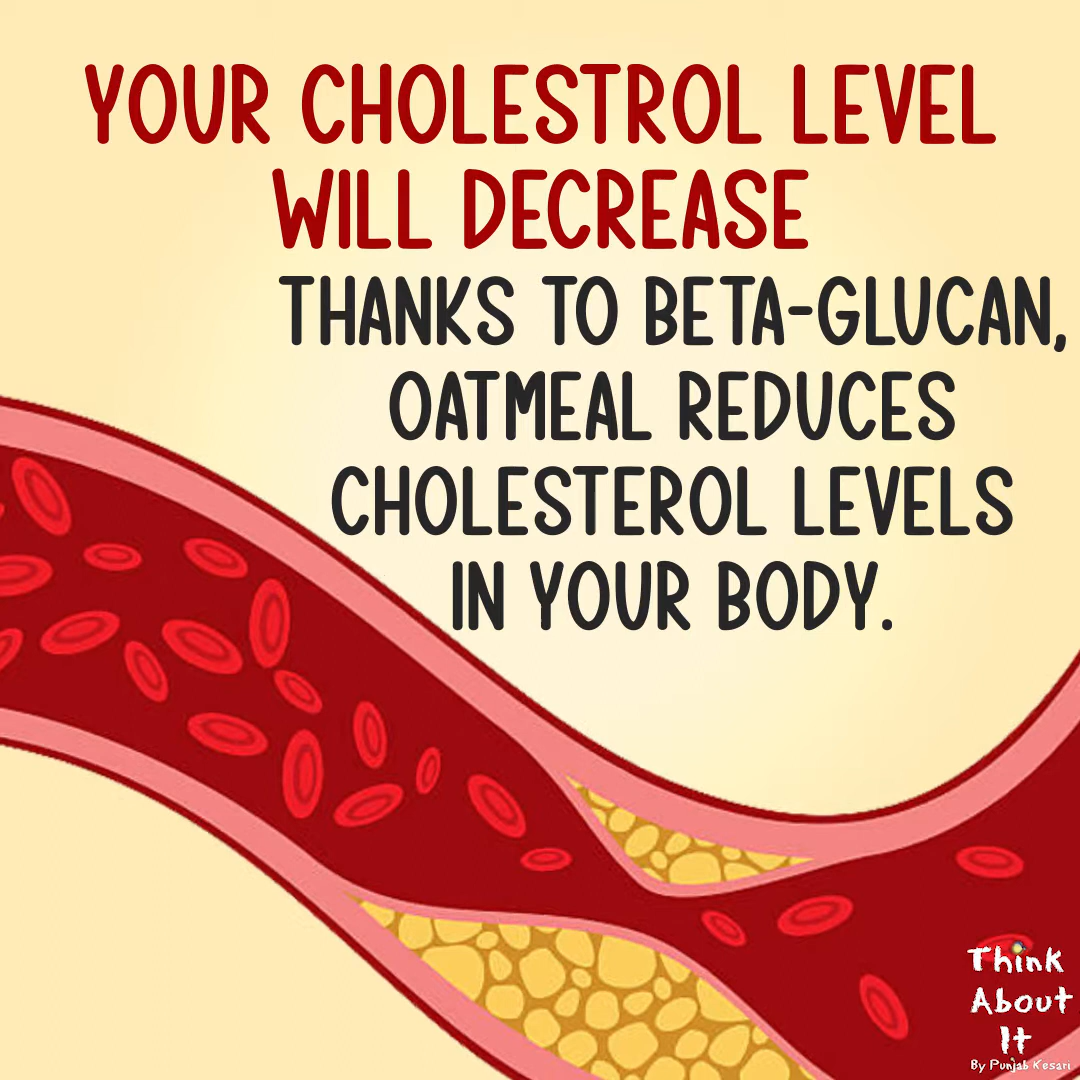 YOUR CHOLESTROL LEVEL
WILL DECREASE
THANKS TO BETA-GLUCAN,
OATMEAL REDUCES
CHOLESTEROL LEVELS
IN YOUR BODY.
Think
About
It
By Punjab Kesari